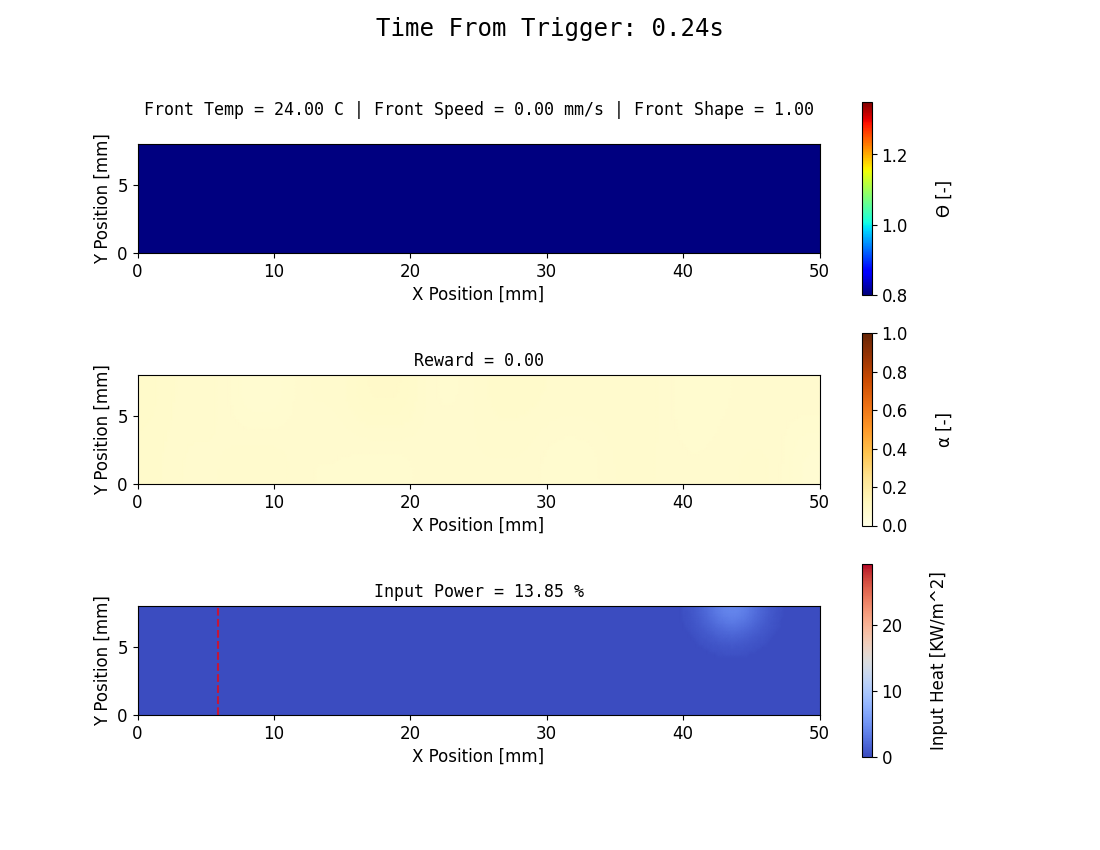 Time From Trigger: 0.24s
Front Temp = 24.00 C | Front Speed = 0.00 mm/s | Front Shape = 1.00
Y Position [mm]
5
0
0 10 20 30 40 50
X Position [mm]
1.2
1.0
0.8
Θ [-]
Reward = 0.00
Y Position [mm]
5
0
0 10 20 30 40 50
X Position [mm]
1.0
0.8
0.6
0.4
0.2
0.0
α [-]
Input Power = 13.85 %
Y Position [mm]
5
0
0 10 20 30 40 50
X Position [mm]
20
10
0
Input Heat [KW/m^2]